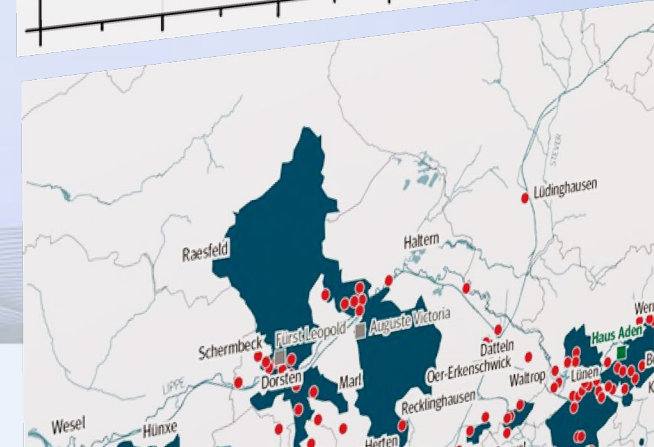 STEVER
Lüdinghausen
Raesfeld
Haltern
Fürst Leopold
Auguste Victoria
Haus Aden
Schermbeck
Datteln
Oer-Erkenschwick
LIPPE
Dorsten
Marl
Waltrop
Lünen
Recklinghausen
Wesel
Hünxe
Herten